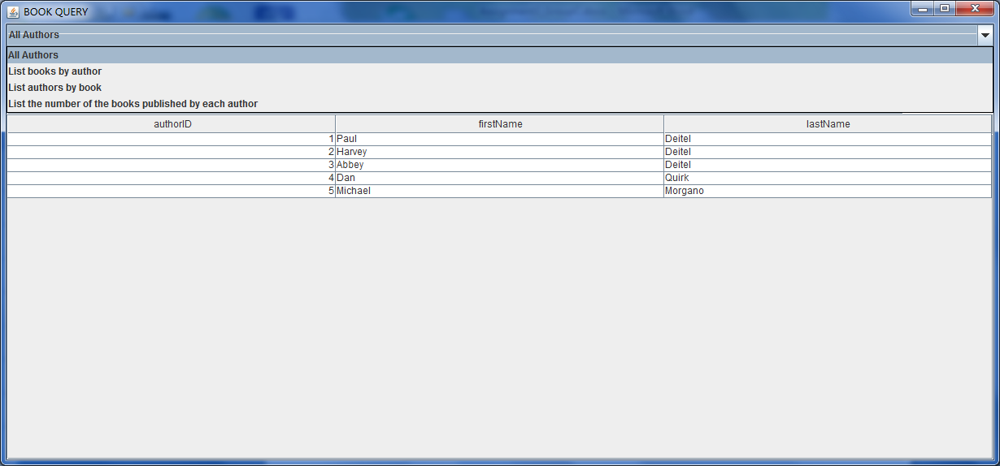 BOOK QUERY
All Authors
All Authors
List books by author
List authors by book
List the number of the books published by each author
authorID firstName lastName
1 Paul Deitel
2 Harvey Deitel
3 Abbey Deitel
4 Dan Quirk
5 Michael Morgano